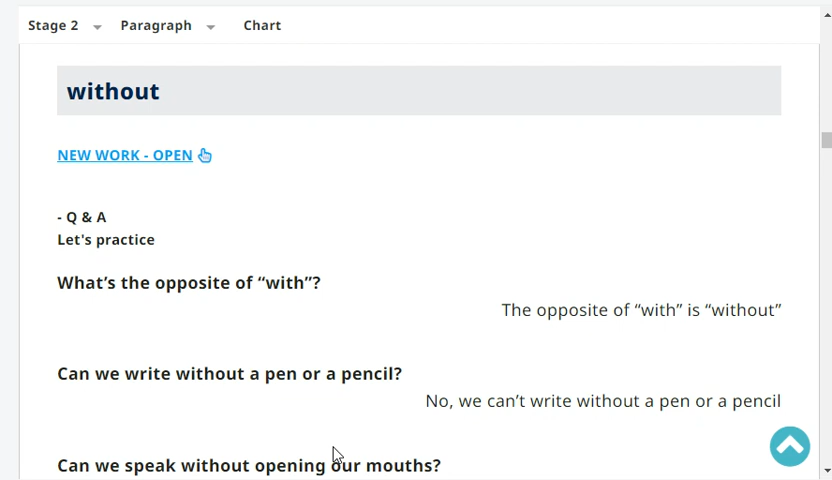 Stage 2 Paragraph Chart
without
NEW WORK - OPEN
- Q & A
Let's practice
What’s the opposite of “with”?
The opposite of “with” is “without”
Can we write without a pen or a pencil?
No, we can’t write without a pen or a pencil
Can we speak without opening our mouths?